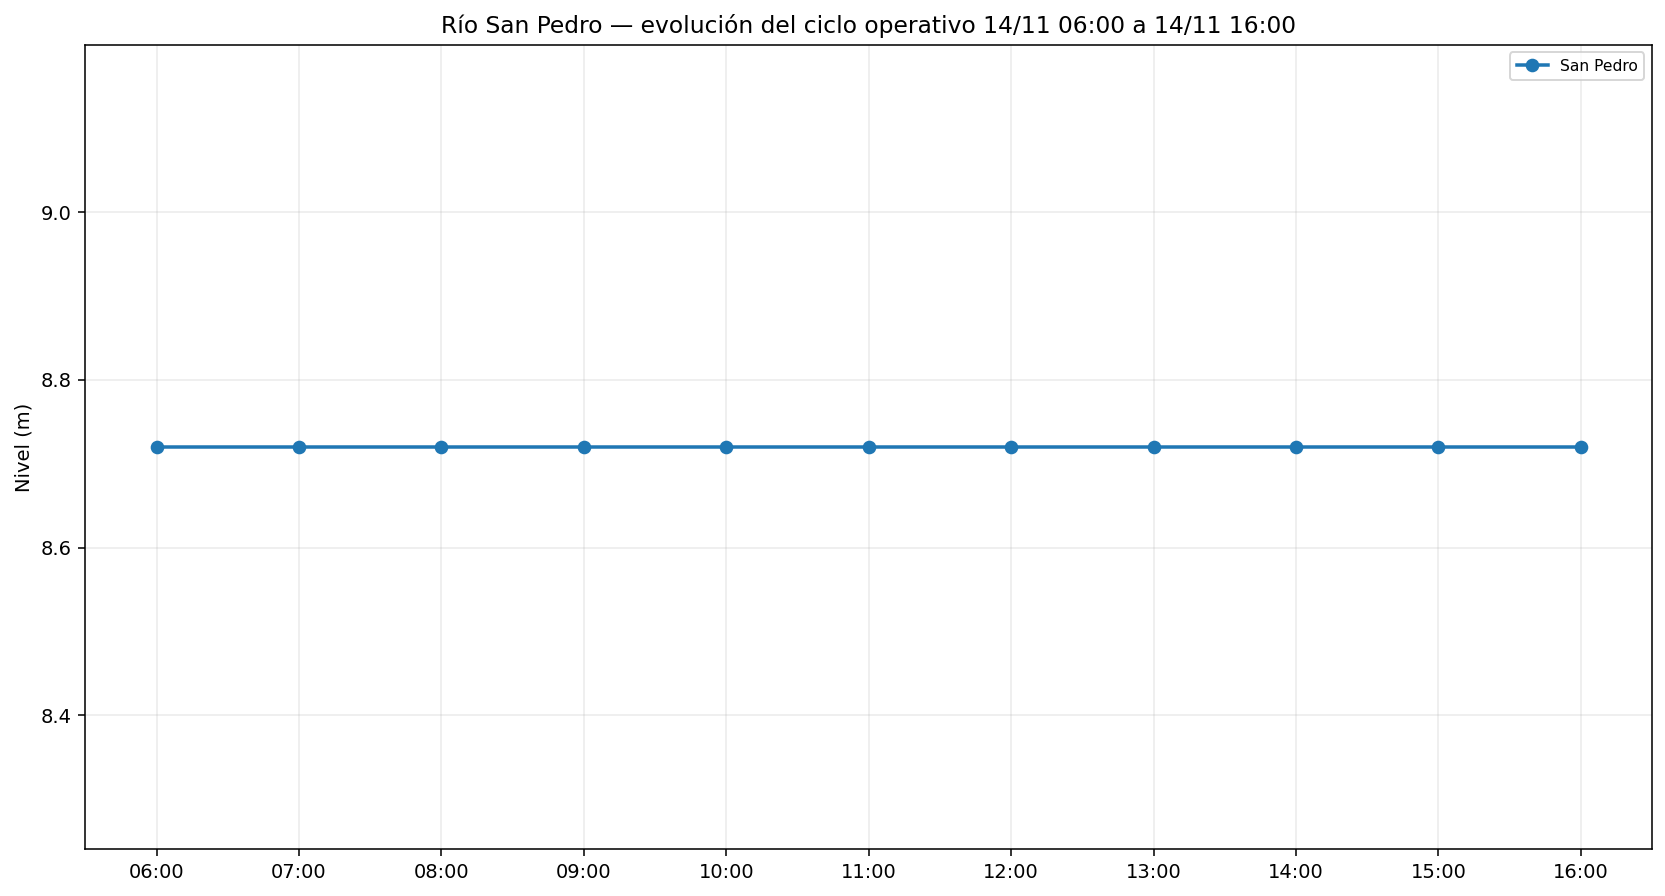 Río San Pedro — evolución del ciclo operativo 14/11 06:00 a 14/11 16:00
San Pedro
Nivel (m)
9.0
8.8
8.6
8.4
06:00 07:00 08:00 09:00 10:00 11:00 12:00 13:00 14:00 15:00 16:00